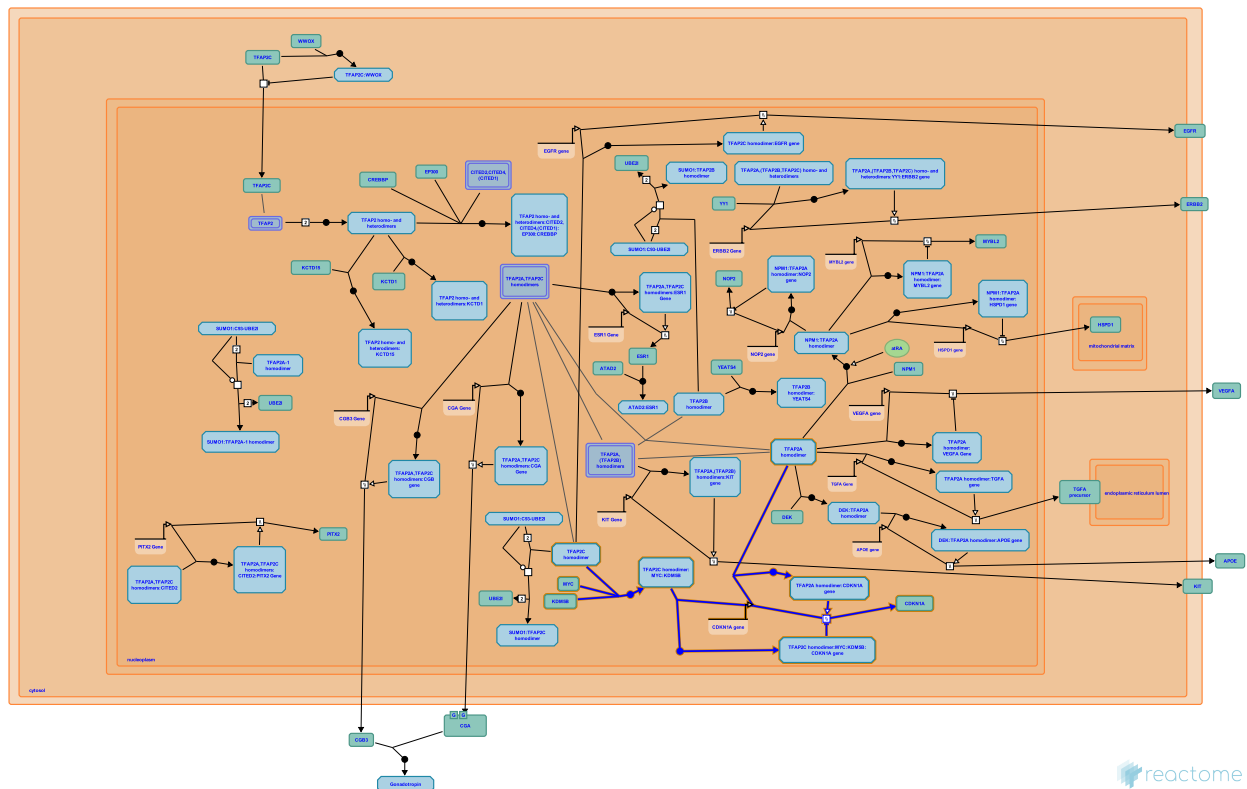 WWOX
TFAP2C
TFAP2C:WWOX
EGFR gene
TFAP2C homodimer:EGFR gene
EGFR
TFAP2C
TFAP2
CREBBP
EP300
CITED2,CITED4,
(CITED1)
TFAP2 homo- and
heterodimers
TFAP2 homo- and
heterodimers:CITED2,
CITED4,(CITED1):
EP300:CREBBP
KCTD15
KCTD1
TFAP2 homo- and
heterodimers:KCTD1
TFAP2 homo- and
heterodimers:
KCTD15
UBE2I
SUMO1:TFAP2B
homodimer
SUMO1:C93-UBE2I
TFAP2A,(TFAP2B,TFAP2C) homo- and
heterodimers
TFAP2A,(TFAP2B,TFAP2C) homo- and
heterodimers:YY1:ERBB2 gene
YY1
ERBB2 Gene
ERBB2
MYBL2
MYBL2 gene
NPM1:TFAP2A
homodimer:
MYBL2 gene
NOP2
NPM1:TFAP2A
homodimer:NOP2
gene
NOP2 gene
NPM1:TFAP2A
homodimer
NPM1:TFAP2A
homodimer:
HSPD1 gene
HSPD1 gene
HSPD1
mitochondrial matrix
atRA
NPM1
TFAP2A,TFAP2C
homodimers
TFAP2A,TFAP2C
homodimers:ESR1
Gene
ESR1 Gene
ESR1
ATAD2
ATAD2:ESR1
YEATS4
TFAP2B
homodimer
TFAP2B
homodimer:
YEATS4
SUMO1:C93-UBE2I
TFAP2A-1
homodimer
UBE2I
SUMO1:TFAP2A-1 homodimer
CGB3 Gene
CGA Gene
TFAP2A,TFAP2C
homodimers:CGB
gene
TFAP2A,TFAP2C
homodimers:CGA
Gene
TFAP2A,
(TFAP2B)
homodimers
TFAP2A,(TFAP2B)
homodimers:KIT
gene
KIT Gene
TFAP2A
homodimer
VEGFA gene
TFAP2A
homodimer:
VEGFA Gene
VEGFA
TGFA Gene
TFAP2A homodimer:TGFA
gene
TGFA
precursor
endoplasmic reticulum lumen
DEK
DEK:TFAP2A
homodimer
APOE gene
DEK:TFAP2A homodimer:APOE gene
APOE
KIT
PITX2 Gene
PITX2
TFAP2A,TFAP2C
homodimers:CITED2
TFAP2A,TFAP2C
homodimers:
CITED2:PITX2 Gene
SUMO1:C93-UBE2I
TFAP2C
homodimer
MYC
KDM5B
UBE2I
SUMO1:TFAP2C
homodimer
TFAP2C homodimer:
MYC:KDM5B
TFAP2A homodimer:CDKN1A
gene
CDKN1A gene
CDKN1A
TFAP2C homodimer:MYC:KDM5B:
CDKN1A gene
nucleoplasm
cytosol
G G
CGA
CGB3
Gonadotropin
reactome